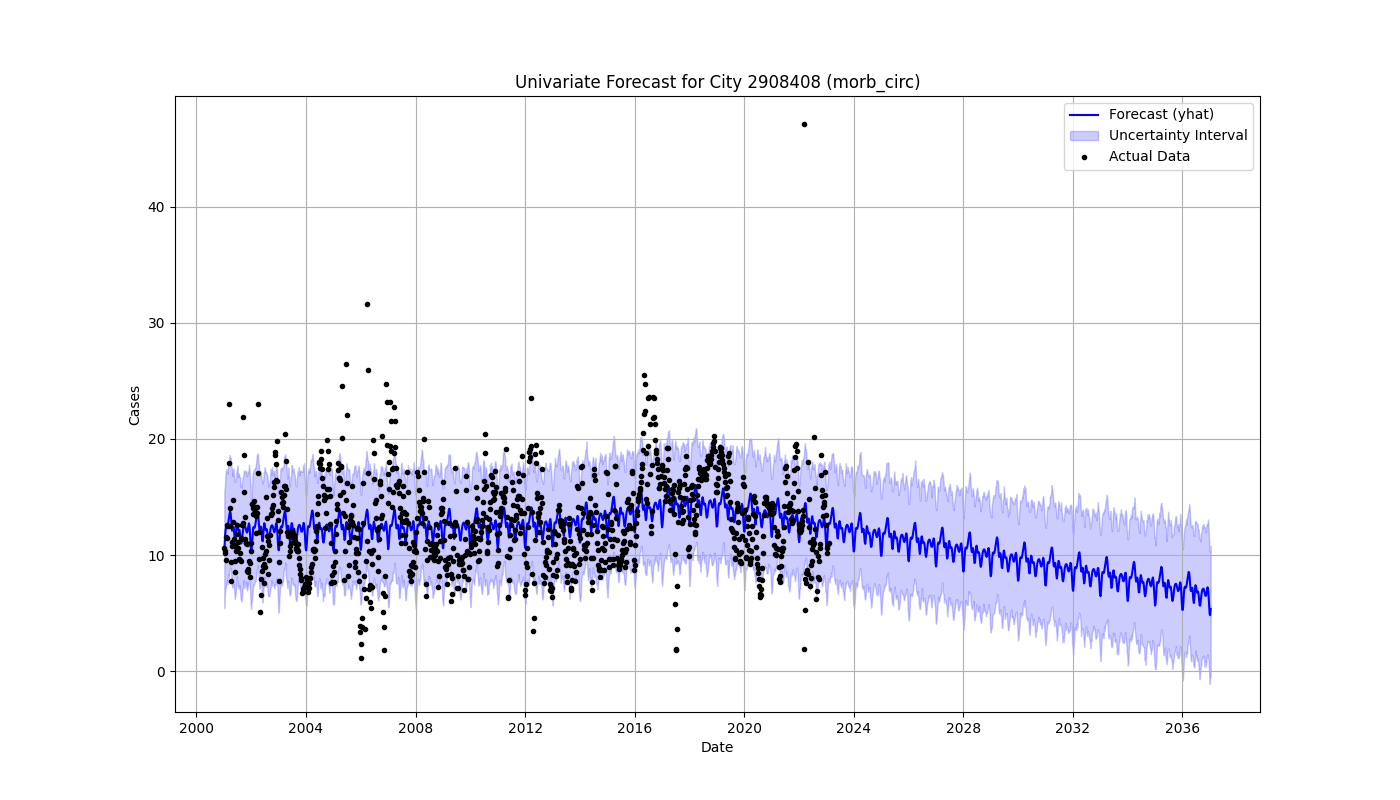 Univariate Forecast for City 2908408 (morb_circ)
Forecast (yhat)
Uncertainty Interval
Actual Data
Cases
40
30
20
10
0
2000 2004 2008 2012 2016 2020 2024 2028 2032 2036
Date